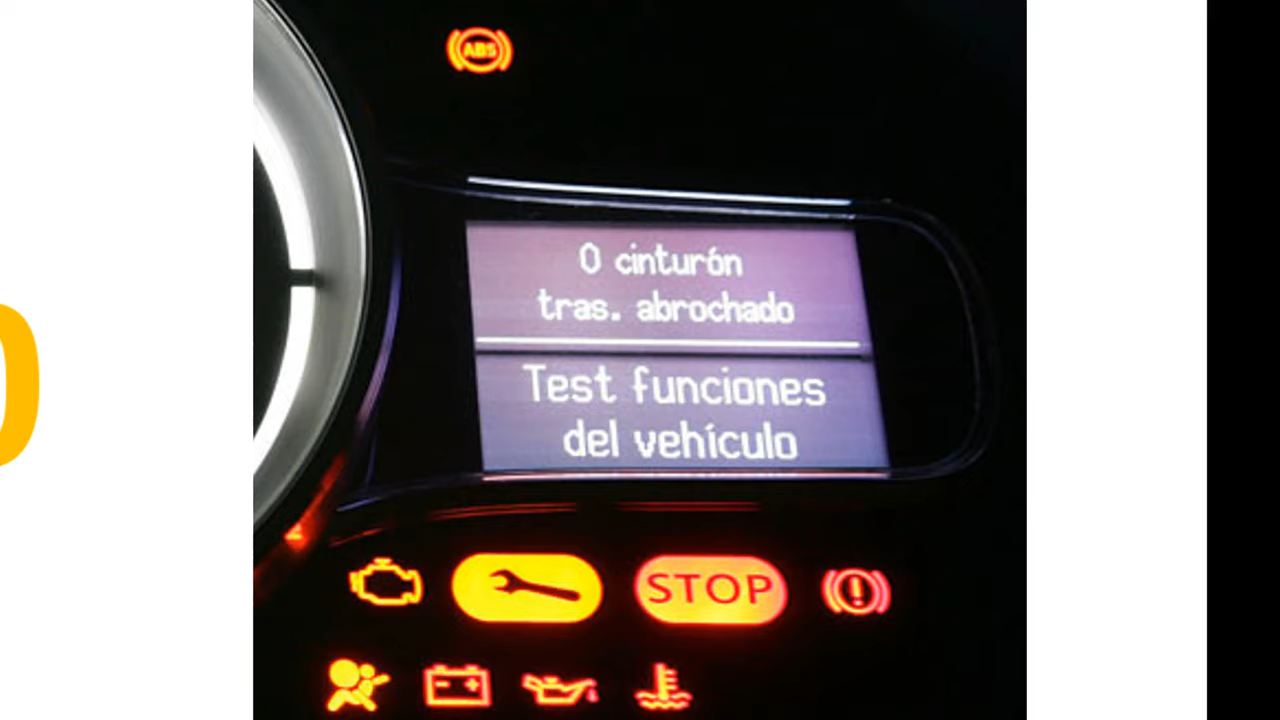 ABS
0 cinturón
tras. abrochado
Test funciones
del vehículo
STOP